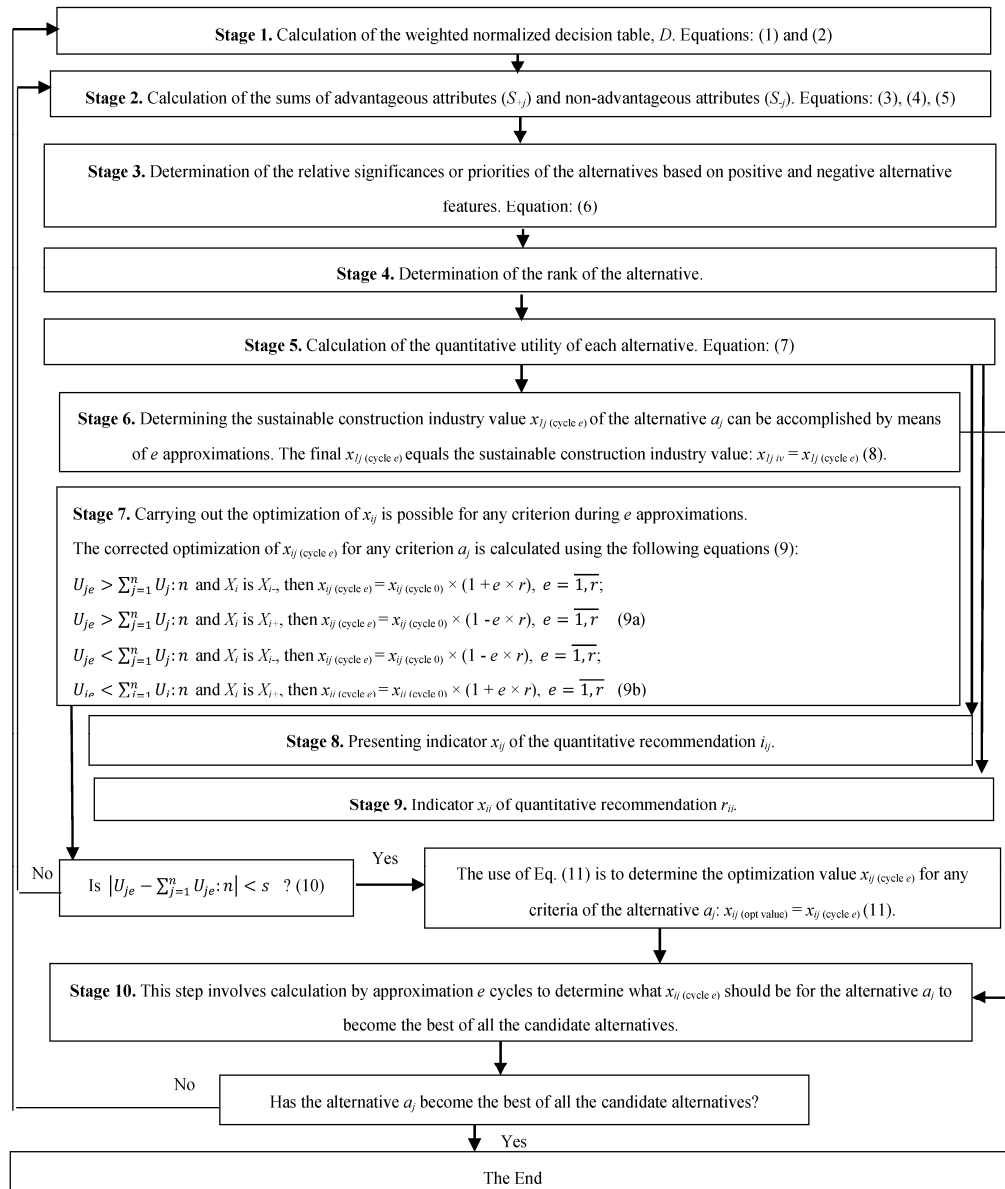 Stage 1. Calculation of the weighted normalized decision table, D. Equations: (1) and (2)
Stage 2. Calculation of the sums of advantageous attributes (S+j) and non-advantageous attributes (S-j). Equations: (3), (4), (5)
Stage 3. Determination of the relative significances or priorities of the alternatives based on positive and negative alternative
features. Equation: (6)
Stage 4. Determination of the rank of the alternative.
Stage 5. Calculation of the quantitative utility of each alternative. Equation: (7)
Stage 6. Determining the sustainable construction industry value x1j (cycle e) of the alternative aj can be accomplished by means
of e approximations. The final x1j (cycle e) equals the sustainable construction industry value: x1j iv = x1j (cycle e) (8).
Stage 7. Carrying out the optimization of xij is possible for any criterion during e approximations.
The corrected optimization of xij (cycle e) for any criterion aj is calculated using the following equations (9):
Uje > ∑ⁿj=1 Uj: n and Xi is Xi-, then xij (cycle e) = xij (cycle 0) × (1 + e × r), e = 1,r;
Uje > ∑ⁿj=1 Uj: n and Xi is Xi+, then xij (cycle e) = xij (cycle 0) × (1 - e × r), e = 1,r (9a)
Uje < ∑ⁿj=1 Uj: n and Xi is Xi-, then xij (cycle e) = xij (cycle 0) × (1 - e × r), e = 1,r;
Uje < ∑ⁿj=1 Uj: n and Xi is Xi+, then xij (cycle e) = xij (cycle 0) × (1 + e × r), e = 1,r (9b)
Stage 8. Presenting indicator xij of the quantitative recommendation iij.
Stage 9. Indicator xij of quantitative recommendation rij.
No
Is |Uje − ∑ⁿj=1 Uje: n| < s ? (10)
Yes
The use of Eq. (11) is to determine the optimization value xij (cycle e) for any
criteria of the alternative aj: xij (opt value) = xij (cycle e) (11).
Stage 10. This step involves calculation by approximation e cycles to determine what xij (cycle e) should be for the alternative aj to
become the best of all the candidate alternatives.
No
Has the alternative aj become the best of all the candidate alternatives?
Yes
The End